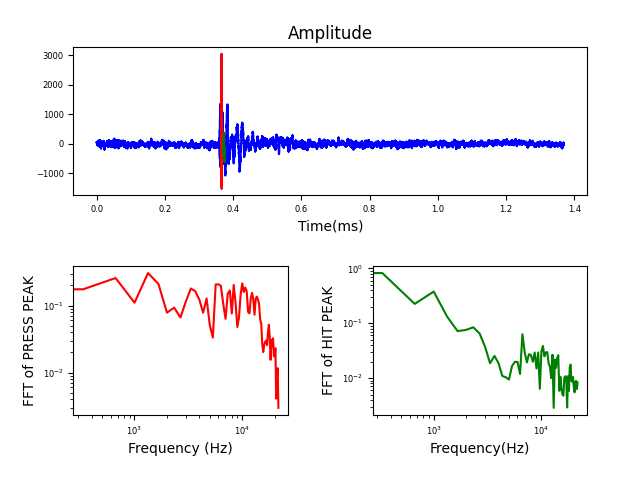 Amplitude
3000
2000
1000
0
−1000
0.0 0.2 0.4 0.6 0.8 1.0 1.2 1.4
Time(ms)
FFT of PRESS PEAK
10⁻¹
10⁻²
10³ 10⁴
Frequency (Hz)
FFT of HIT PEAK
10⁰
10⁻¹
10⁻²
10³ 10⁴
Frequency(Hz)